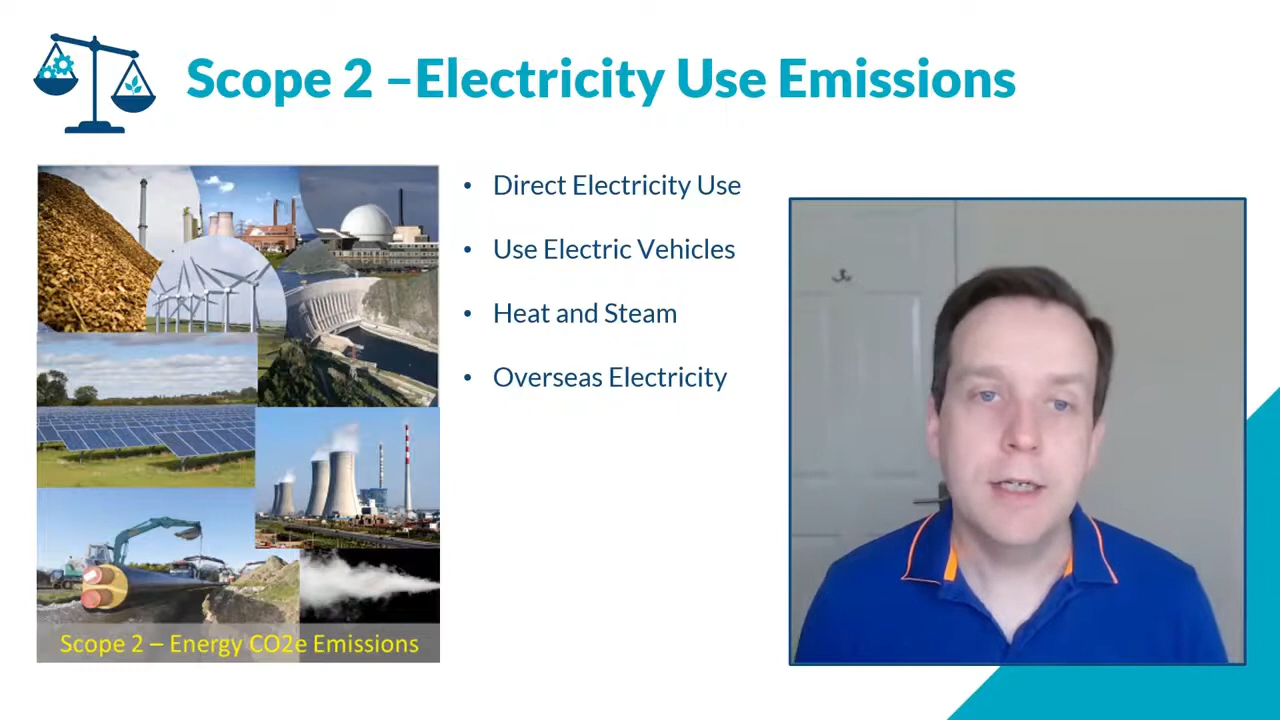 Scope 2 –Electricity Use Emissions
• Direct Electricity Use
• Use Electric Vehicles
• Heat and Steam
• Overseas Electricity
Scope 2 – Energy CO2e Emissions